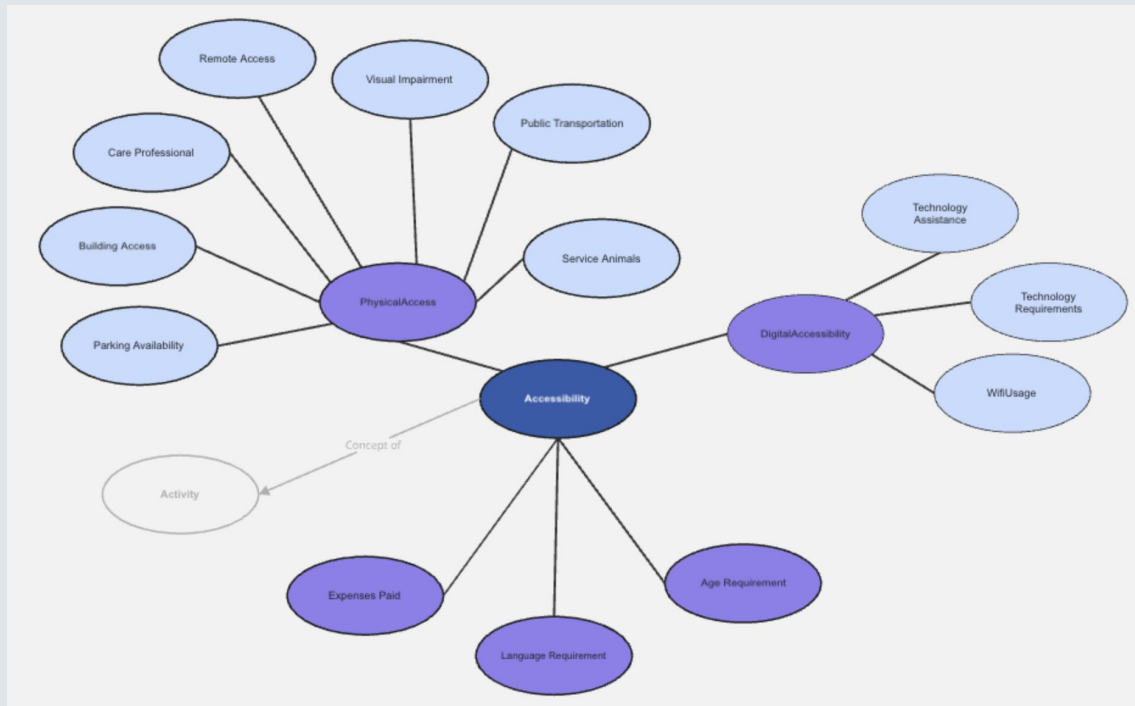 Remote Access
Visual Impairment
Public Transportation
Care Professional
Technology
Assistance
Building Access
Service Animals
PhysicalAccess
Technology
Requirements
DigitalAccessibility
Parking Availability
WifiUsage
Accessibility
Concept of
Activity
Age Requirement
Expenses Paid
Language Requirement